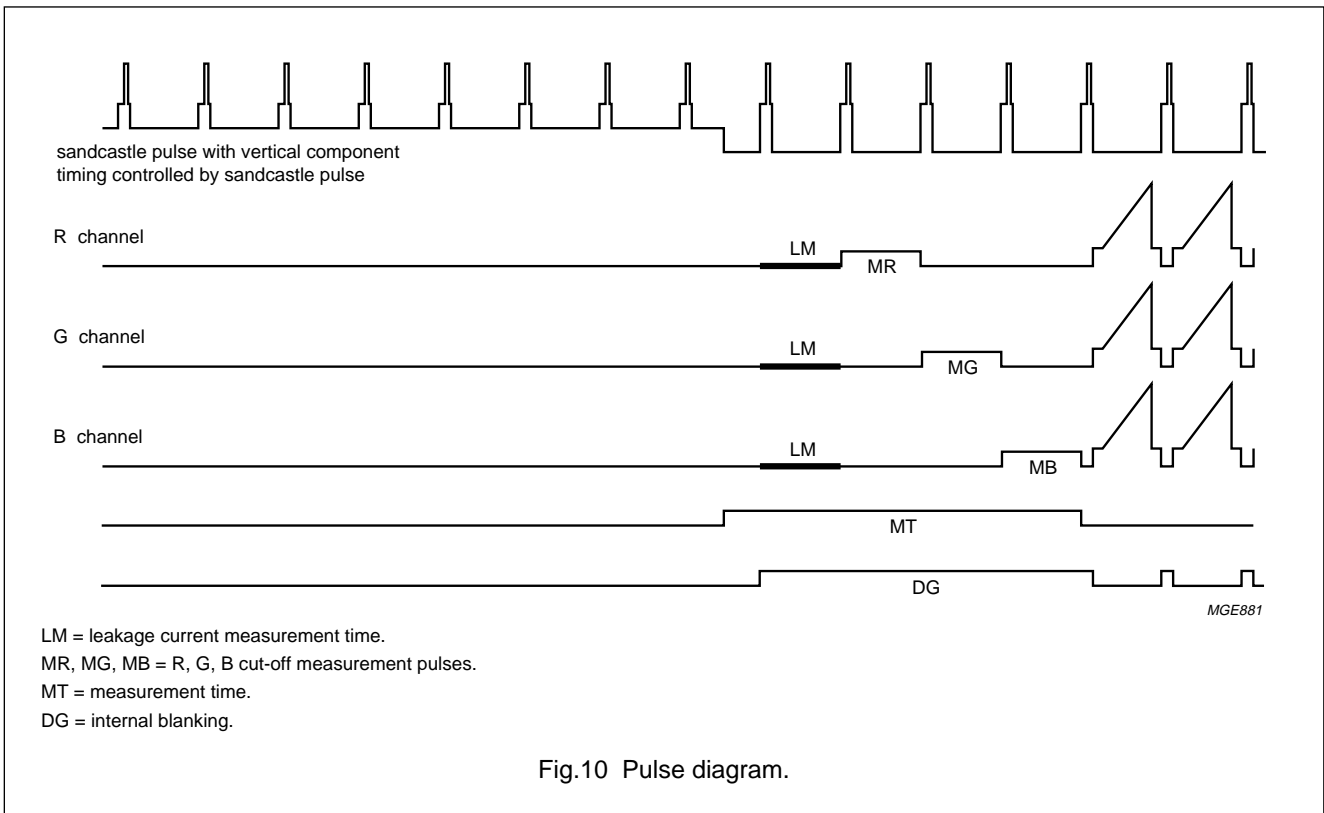 sandcastle pulse with vertical component
timing controlled by sandcastle pulse
R channel
LM
MR
G channel
LM
MG
B channel
LM
MB
MT
DG
MGE881
LM = leakage current measurement time.
MR, MG, MB = R, G, B cut-off measurement pulses.
MT = measurement time.
DG = internal blanking.
Fig.10 Pulse diagram.